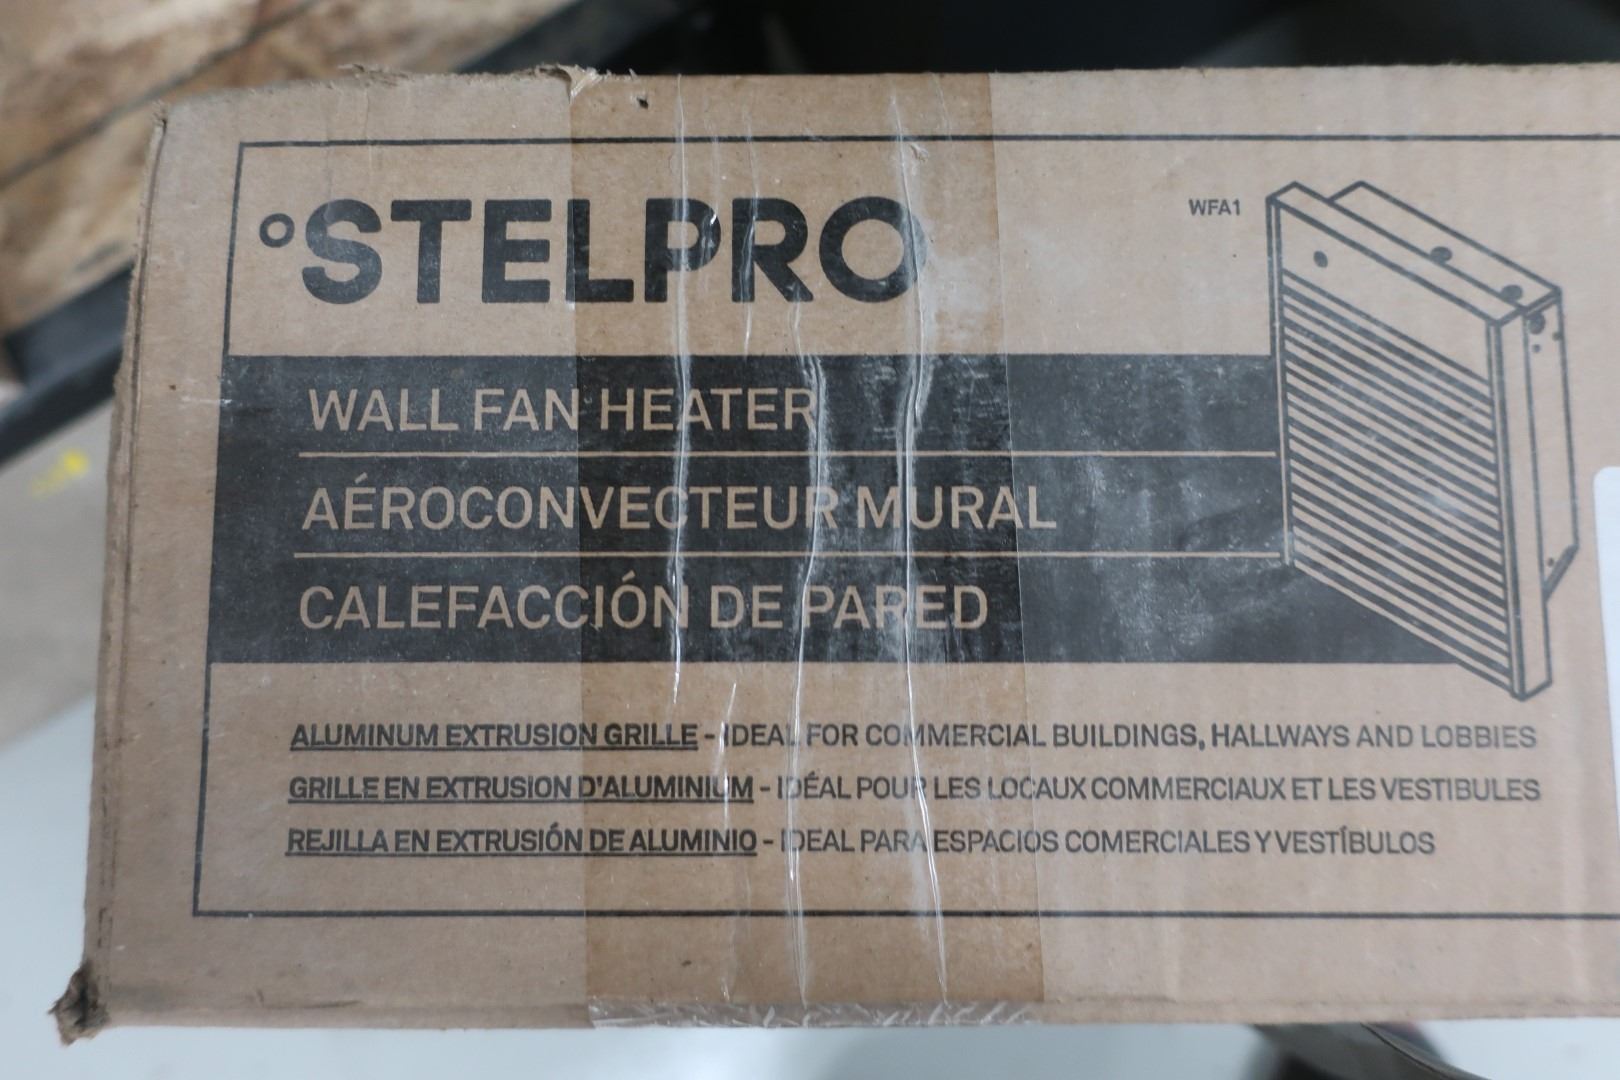 °STELPRO
WFA1
WALL FAN HEATER
AÉROCONVECTEUR MURAL
CALEFACCIÓN DE PARED
ALUMINUM EXTRUSION GRILLE - IDEAL FOR COMMERCIAL BUILDINGS, HALLWAYS AND LOBBIES
GRILLE EN EXTRUSION D'ALUMINIUM - IDÉAL POUR LES LOCAUX COMMERCIAUX ET LES VESTIBULES
REJILLA EN EXTRUSIÓN DE ALUMINIO - IDEAL PARA ESPACIOS COMERCIALES Y VESTÍBULOS